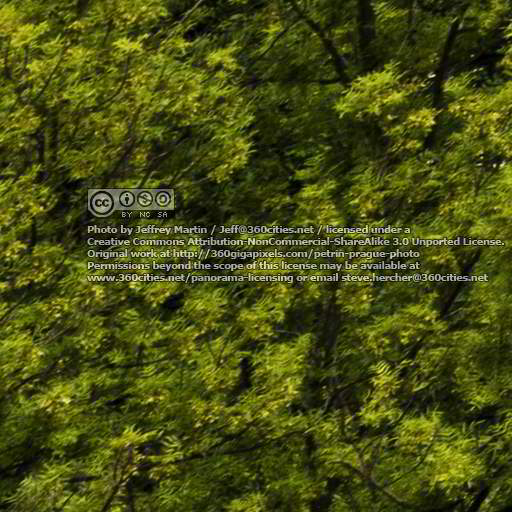 cc BY NC SA
Photo by Jeffrey Martin / Jeff@360cities.net / licensed under a
Creative Commons Attribution-NonCommercial-ShareAlike 3.0 Unported License.
Original work at http://360gigapixels.com/petrin-prague-photo
Permissions beyond the scope of this license may be available at
www.360cities.net/panorama-licensing or email steve.hercher@360cities.net